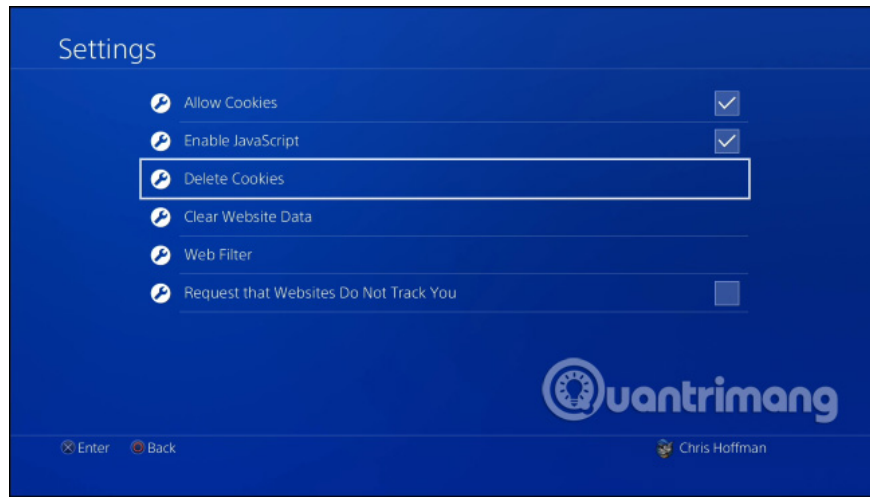 Settings
Allow Cookies
Enable JavaScript
Delete Cookies
Clear Website Data
Web Filter
Request that Websites Do Not Track You
Quantrimang
Enter Back
Chris Hoffman